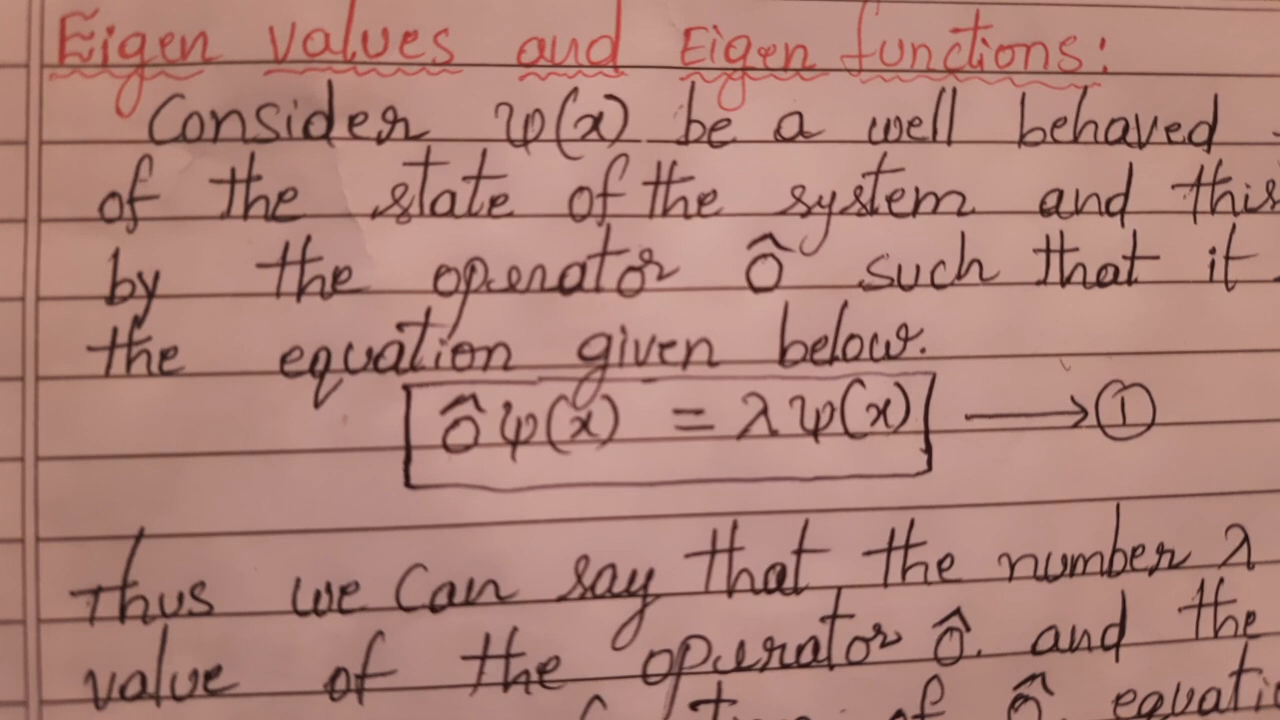 Eigen values and Eigen functions:
Consider ψ(x) be a well behaved
of the state of the system and this
by the operator ô such that it
the equation given below.
ôψ(x) = λψ(x) ⟶ ①
Thus we can say that the number λ
value of the operator ô. and the
of ô equati